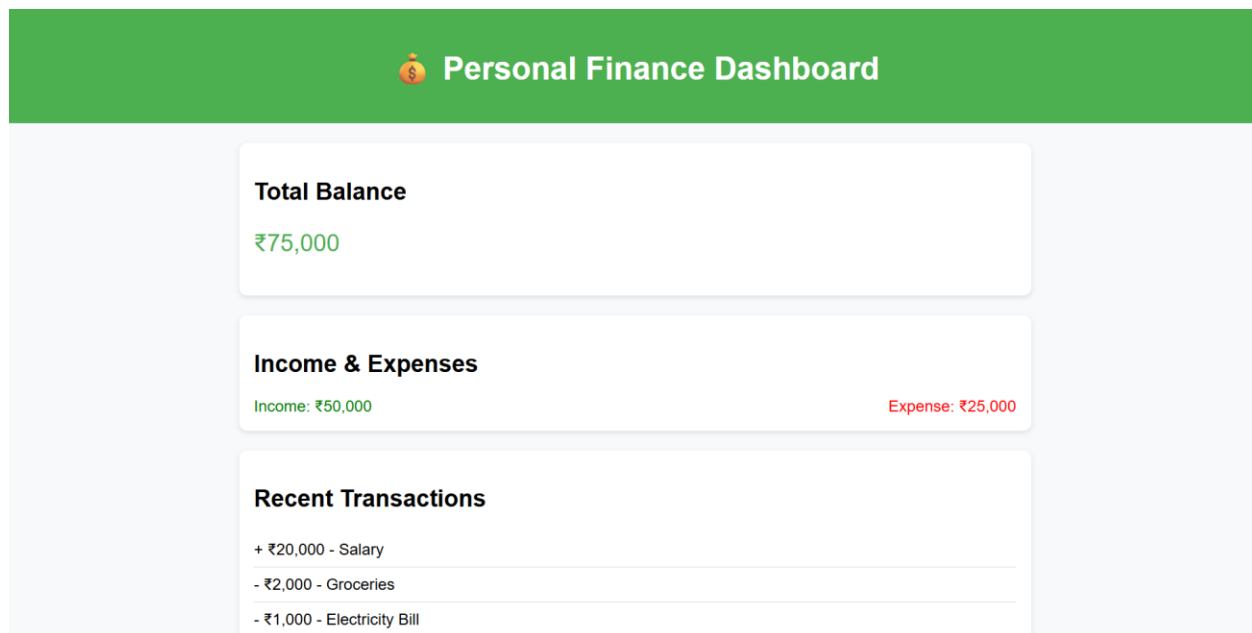 💰 Personal Finance Dashboard
Total Balance
₹75,000
Income & Expenses
Income: ₹50,000 Expense: ₹25,000
Recent Transactions
+ ₹20,000 - Salary
- ₹2,000 - Groceries
- ₹1,000 - Electricity Bill